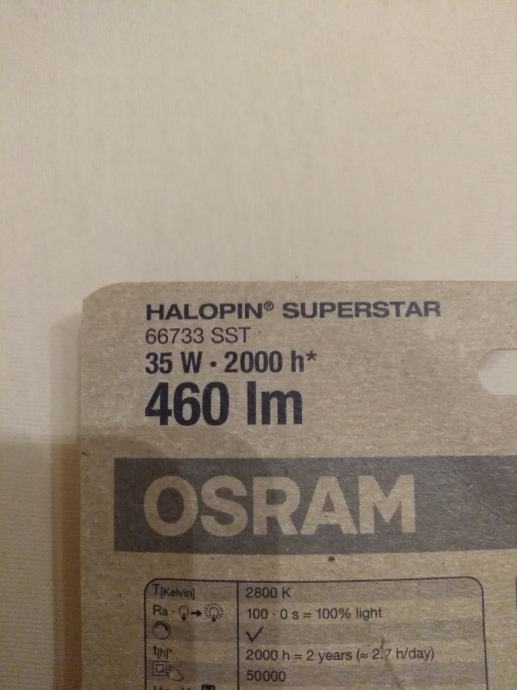 HALOPIN® SUPERSTAR
66733 SST
35 W · 2000 h*
460 lm
OSRAM
T[Kelvin] 2800 K
Ra · 100 · 0 s = 100% light
✓
t[h]* 2000 h = 2 years (≈ 2.7 h/day)
50000